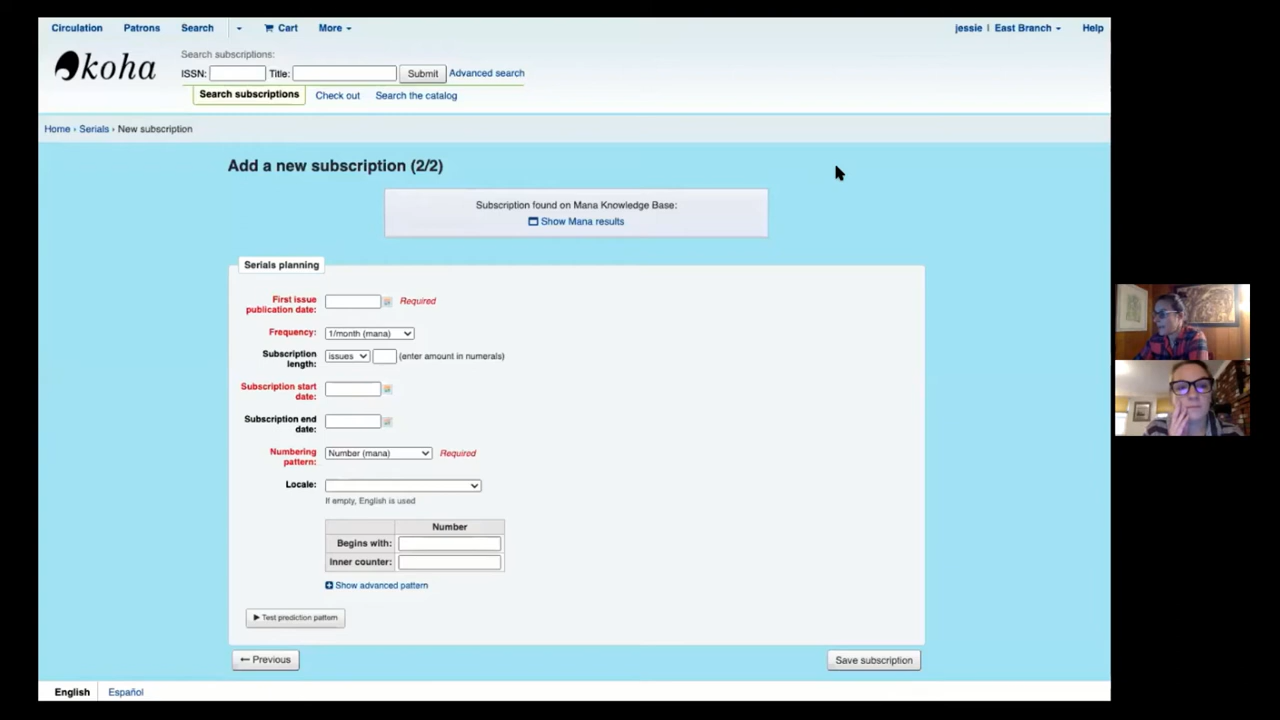 Circulation Patrons Search Cart More jessie | East Branch Help
koha
Search subscriptions:
ISSN: Title: Submit Advanced search
Search subscriptions Check out Search the catalog
Home › Serials › New subscription
Add a new subscription (2/2)
Subscription found on Mana Knowledge Base:
Show Mana results
Serials planning
First issue publication date: Required
Frequency: 1/month (mana)
Subscription length: issues (enter amount in numerals)
Subscription start date:
Subscription end date:
Numbering pattern: Number (mana) Required
Locale:
If empty, English is used
Number
Begins with:
Inner counter:
Show advanced pattern
Test prediction pattern
Previous Save subscription
English Español